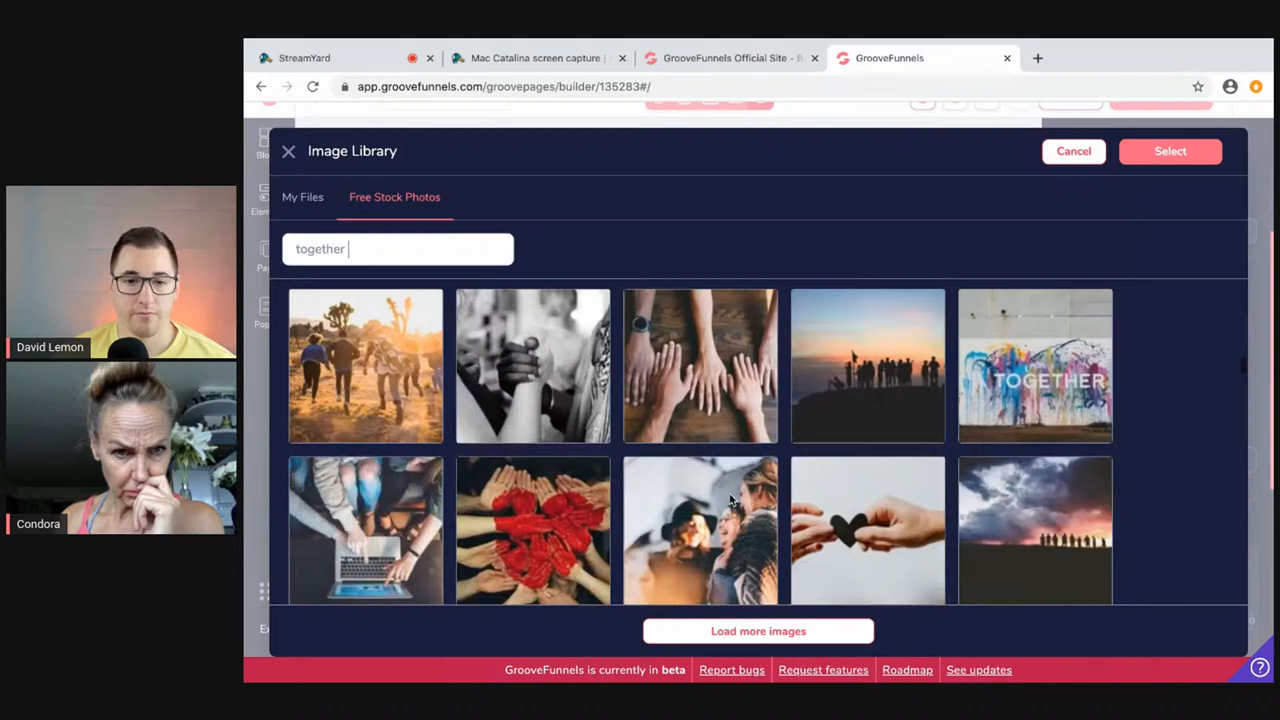 StreamYard
Mac Catalina screen capture |
GrooveFunnels Official Site - B
GrooveFunnels
app.groovefunnels.com/groovepages/builder/135283#/
Image Library
Cancel
Select
My Files
Free Stock Photos
together
TOGETHER
Load more images
GrooveFunnels is currently in beta
Report bugs
Request features
Roadmap
See updates
David Lemon
Condora